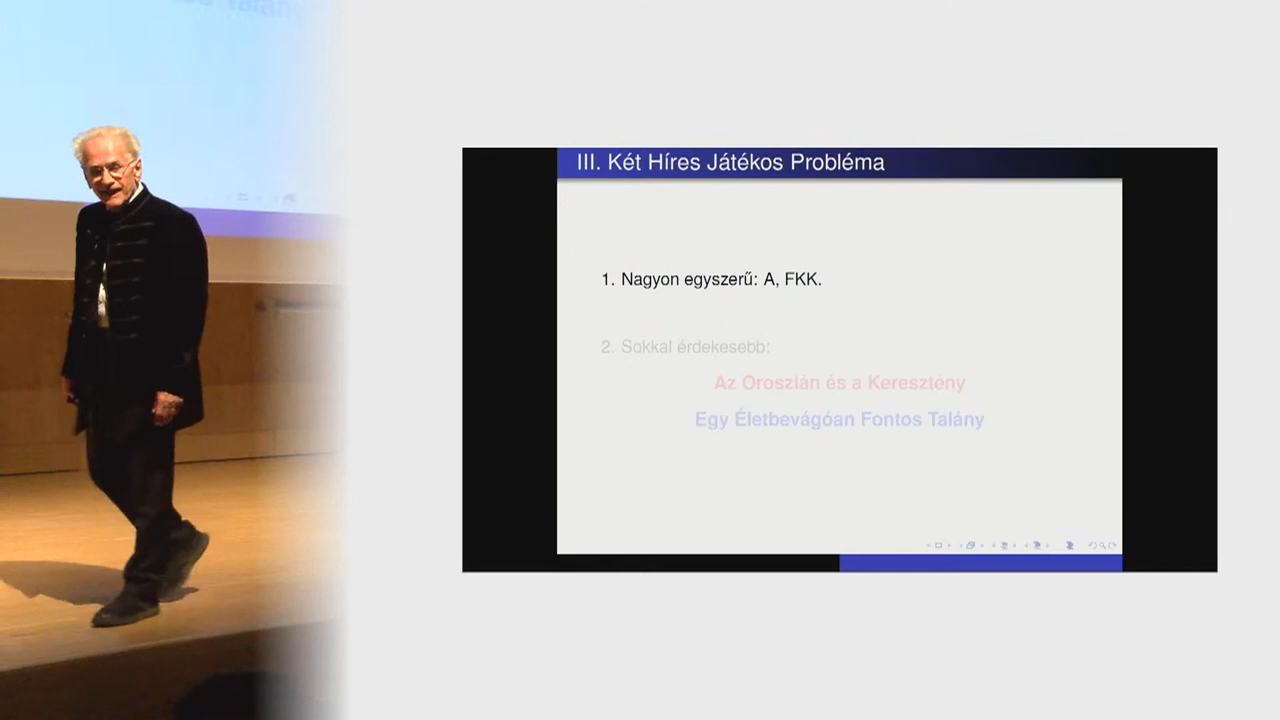 III. Két Híres Játékos Probléma
1. Nagyon egyszerű: A, FKK.
2. Sokkal érdekesebb:
Az Oroszlán és a Keresztény
Egy Életbevágóan Fontos Talány